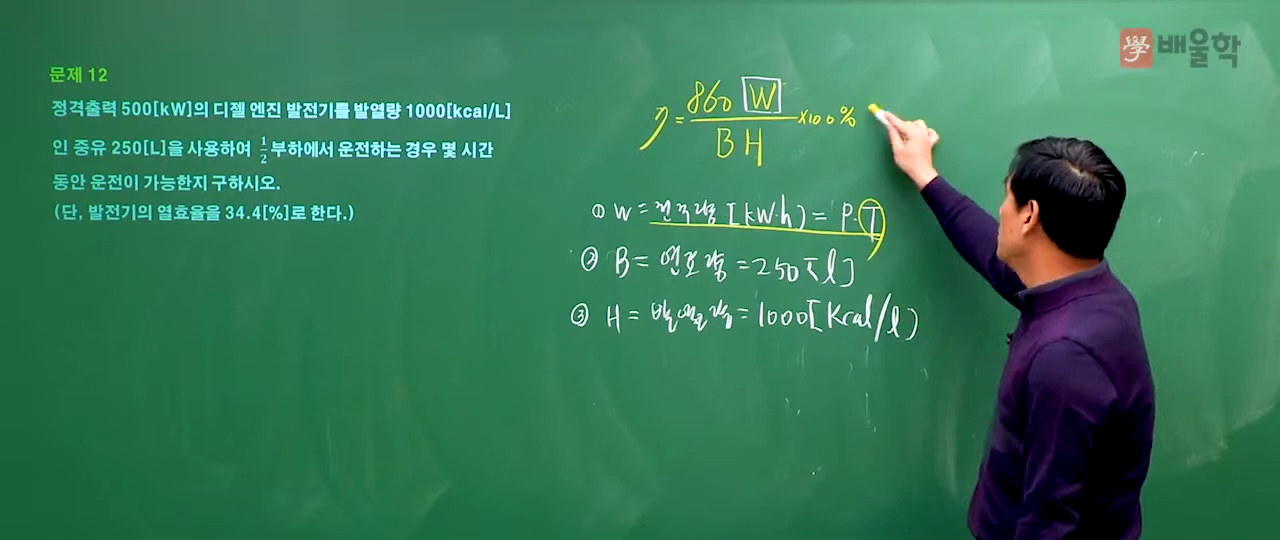 學 배울학
문제 12
정격출력 500[kW]의 디젤 엔진 발전기를 발열량 1000[kcal/L]
인 중유 250[L]을 사용하여 1/2 부하에서 운전하는 경우 몇 시간
동안 운전이 가능한지 구하시오.
(단, 발전기의 열효율을 34.4[%]로 한다.)
η = 860 W / B H ×100%
① W = 전력량 [kW·h] = P·T
② B = 연료량 = 250 [l]
③ H = 발열량 = 1000 [Kcal/l]